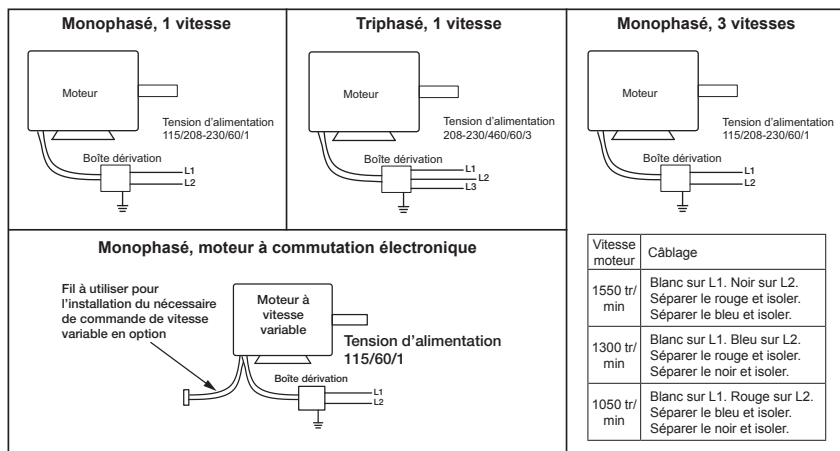 Monophasé, 1 vitesse
Moteur
Tension d'alimentation
115/208-230/60/1
Boîte dérivation
L1
L2
Triphasé, 1 vitesse
Moteur
Tension d'alimentation
208-230/460/60/3
Boîte dérivation
L1
L2
L3
Monophasé, 3 vitesses
Moteur
Tension d'alimentation
115/208-230/60/1
Boîte dérivation
L1
L2
Monophasé, moteur à commutation électronique
Fil à utiliser pour
l'installation du nécessaire
de commande de vitesse
variable en option
Moteur à
vitesse
variable
Tension d'alimentation
115/60/1
Boîte dérivation
L1
L2
Vitesse
moteur
Câblage
1550 tr/
min
Blanc sur L1. Noir sur L2.
Séparer le rouge et isoler.
Séparer le bleu et isoler.
1300 tr/
min
Blanc sur L1. Bleu sur L2.
Séparer le rouge et isoler.
Séparer le noir et isoler.
1050 tr/
min
Blanc sur L1. Rouge sur L2.
Séparer le bleu et isoler.
Séparer le noir et isoler.